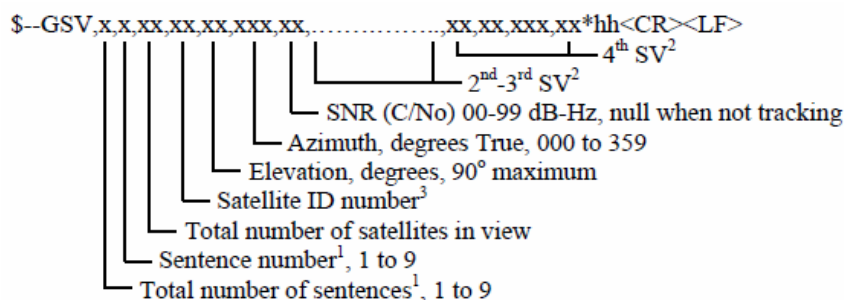 $--GSV,x,x,xx,xx,xx,xxx,xx,……………,xx,xx,xxx,xx*hh<CR><LF>
4th SV²
2nd-3rd SV²
SNR (C/No) 00-99 dB-Hz, null when not tracking
Azimuth, degrees True, 000 to 359
Elevation, degrees, 90° maximum
Satellite ID number³
Total number of satellites in view
Sentence number¹, 1 to 9
Total number of sentences¹, 1 to 9